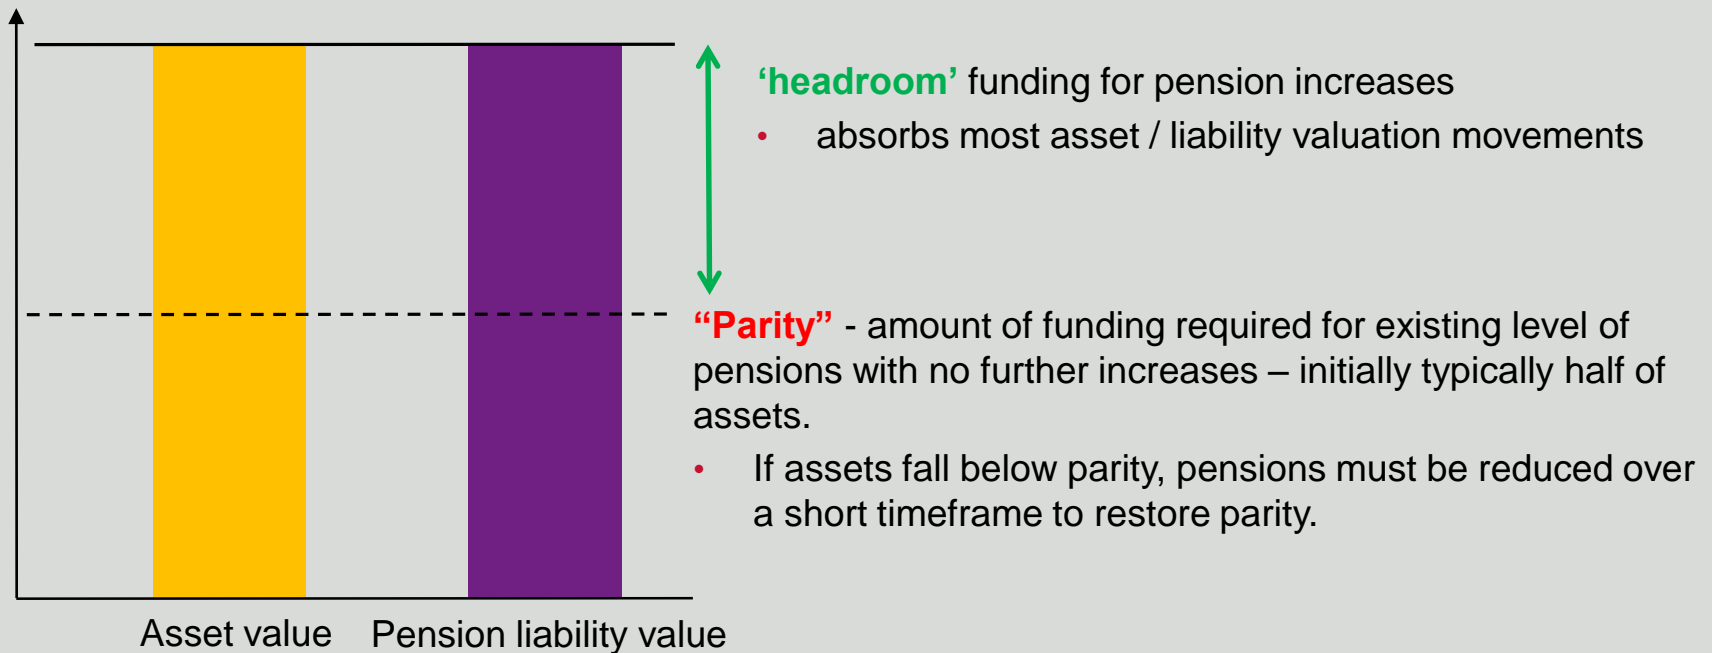 ‘headroom’ funding for pension increases
• absorbs most asset / liability valuation movements
“Parity” - amount of funding required for existing level of
pensions with no further increases – initially typically half of
assets.
• If assets fall below parity, pensions must be reduced over
a short timeframe to restore parity.
Asset value Pension liability value